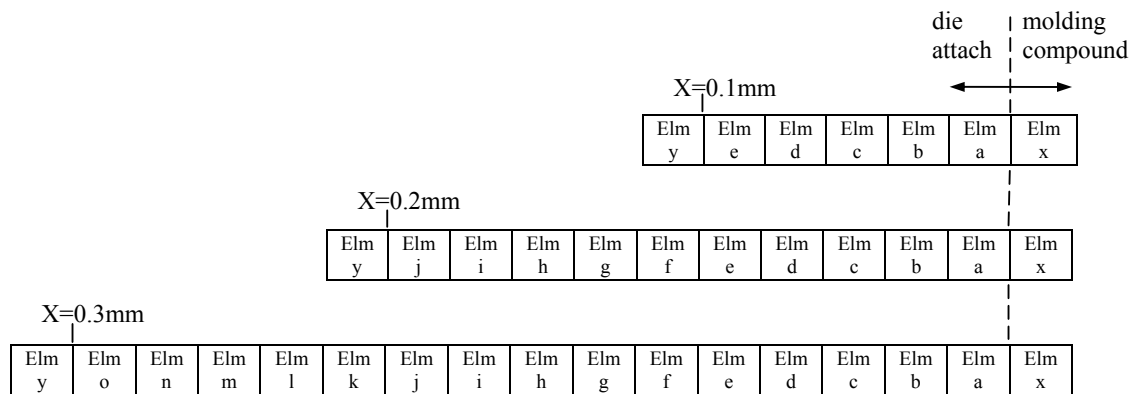 die molding
attach compound
X=0.1mm
Elm Elm Elm Elm Elm Elm Elm
y e d c b a x
X=0.2mm
Elm Elm Elm Elm Elm Elm Elm Elm Elm Elm Elm Elm
y j i h g f e d c b a x
X=0.3mm
Elm Elm Elm Elm Elm Elm Elm Elm Elm Elm Elm Elm Elm Elm Elm Elm Elm
y o n m l k j i h g f e d c b a x